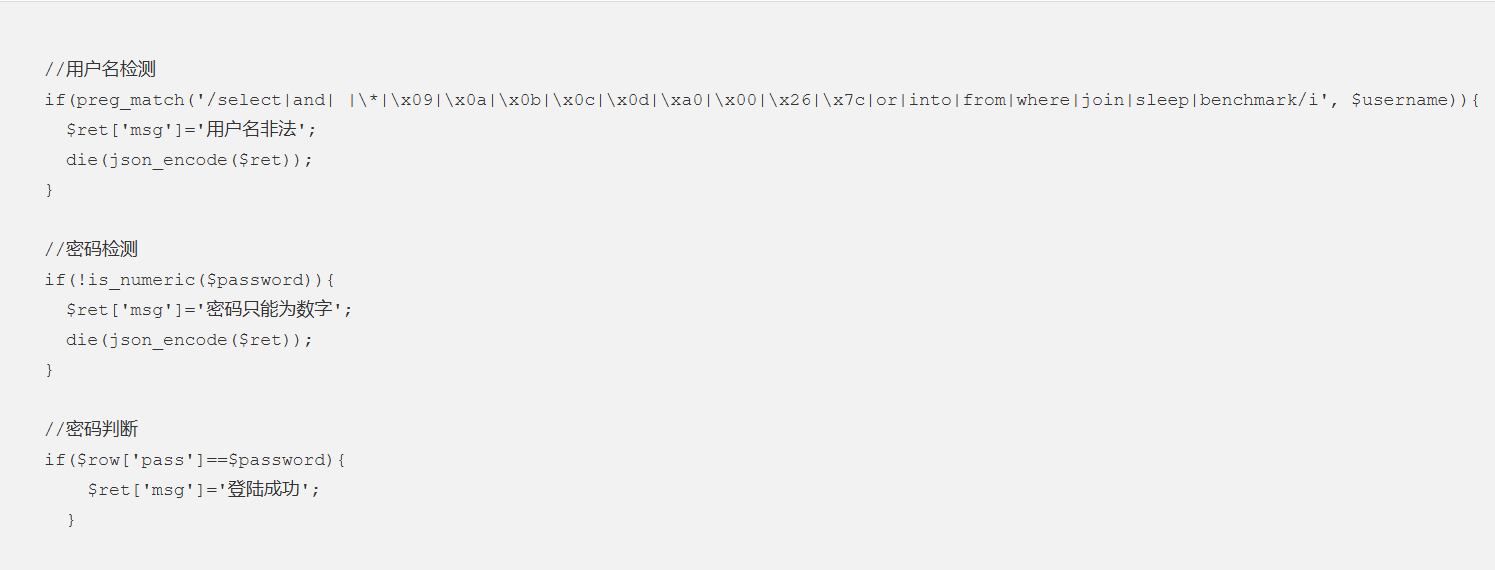 //用户名检测
if(preg_match('/select|and| |\*|\x09|\x0a|\x0b|\x0c|\x0d|\xa0|\x00|\x26|\x7c|or|into|from|where|join|sleep|benchmark/i', $username)){
  $ret['msg']='用户名非法';
  die(json_encode($ret));
}
//密码检测
if(!is_numeric($password)){
  $ret['msg']='密码只能为数字';
  die(json_encode($ret));
}
//密码判断
if($row['pass']==$password){
    $ret['msg']='登陆成功';
  }